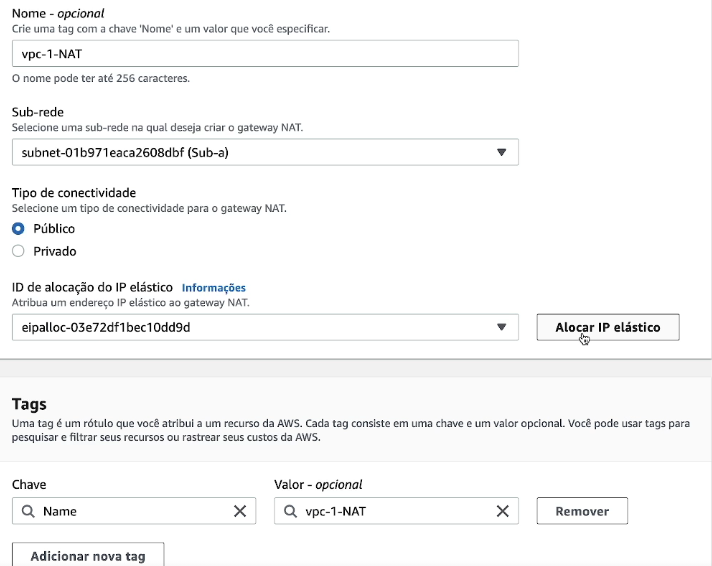 Nome - opcional
Crie uma tag com a chave 'Nome' e um valor que você especificar.
vpc-1-NAT
O nome pode ter até 256 caracteres.
Sub-rede
Selecione uma sub-rede na qual deseja criar o gateway NAT.
subnet-01b971eaca2608dbf (Sub-a)
Tipo de conectividade
Selecione um tipo de conectividade para o gateway NAT.
Público
Privado
ID de alocação do IP elástico Informações
Atribua um endereço IP elástico ao gateway NAT.
eipalloc-03e72df1bec10dd9d Alocar IP elástico
Tags
Uma tag é um rótulo que você atribui a um recurso da AWS. Cada tag consiste em uma chave e um valor opcional. Você pode usar tags para
pesquisar e filtrar seus recursos ou rastrear seus custos da AWS.
Chave Valor - opcional
Name vpc-1-NAT Remover
Adicionar nova tag